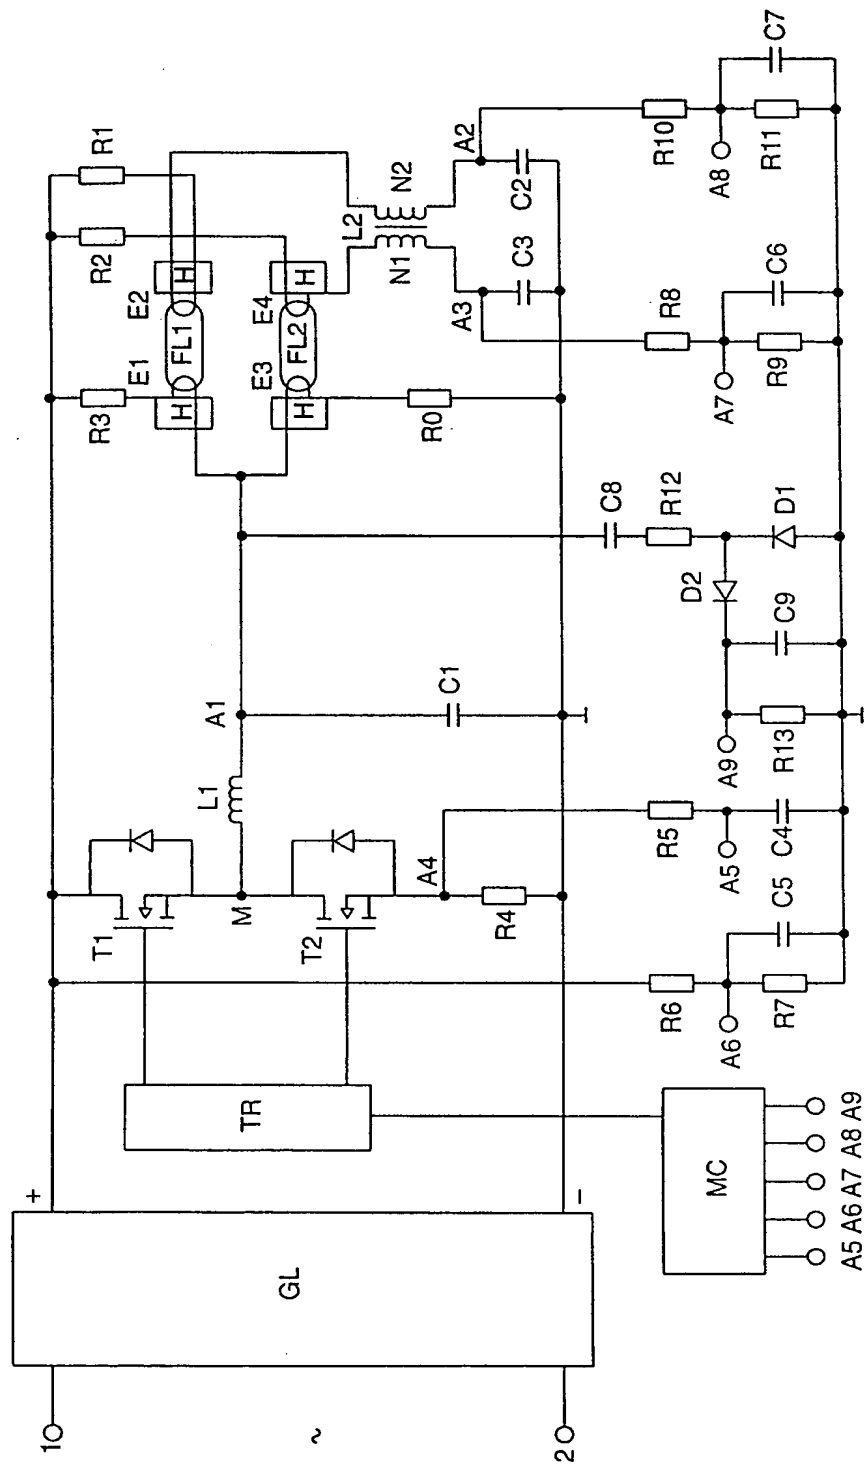 1
2
~
+
−
GL
TR
MC
A5 A6 A7 A8 A9
T1
T2
M
L1
A1
A4
R4
C1
R6
A6
R7
C5
R5
A5
C4
A9
R13
C9
D2
D1
R12
C8
R3
R2
R1
E1
E2
H
FL1
H
E3
E4
H
FL2
H
R0
L2
N1
N2
A3
A2
C3
C2
R8
A7
R9
C6
R10
A8
R11
C7